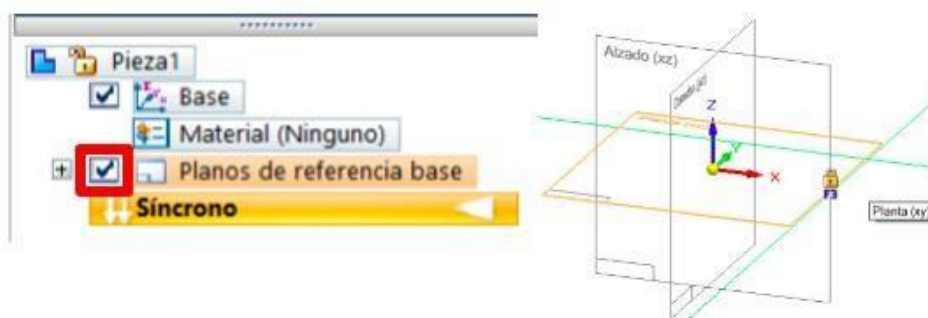 Pieza1
Base
Material (Ninguno)
Planos de referencia base
Síncrono
Alzado (xz)
Z
Y
X
Planta (xy)